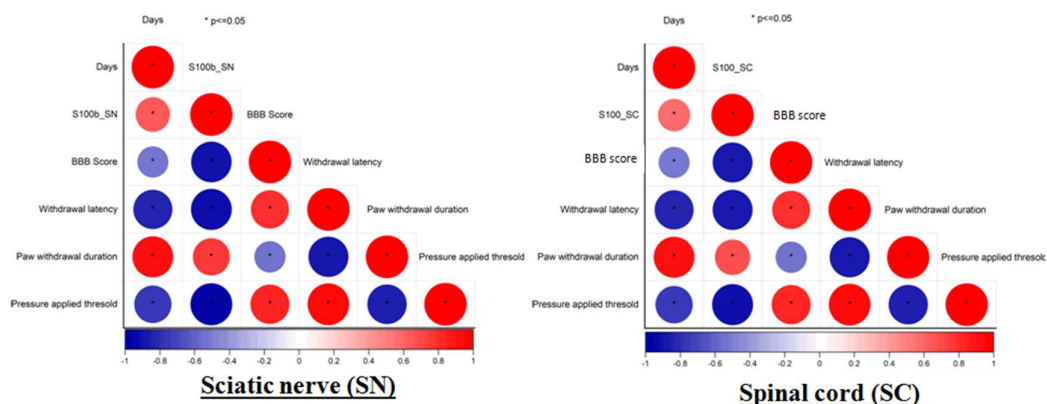 Days * p<=0.05
Days S100b_SN
S100b_SN BBB Score
BBB Score Withdrawal latency
Withdrawal latency Paw withdrawal duration
Paw withdrawal duration Pressure applied thresold
Pressure applied thresold
-1 -0.8 -0.6 -0.4 -0.2 0 0.2 0.4 0.6 0.8 1
Sciatic nerve (SN)
Days * p<=0.05
Days S100_SC
S100_SC BBB score
BBB score Withdrawal latency
Withdrawal latency Paw withdrawal duration
Paw withdrawal duration Pressure applied thresold
Pressure applied thresold
-1 -0.8 -0.6 -0.4 -0.2 0 0.2 0.4 0.6 0.8 1
Spinal cord (SC)